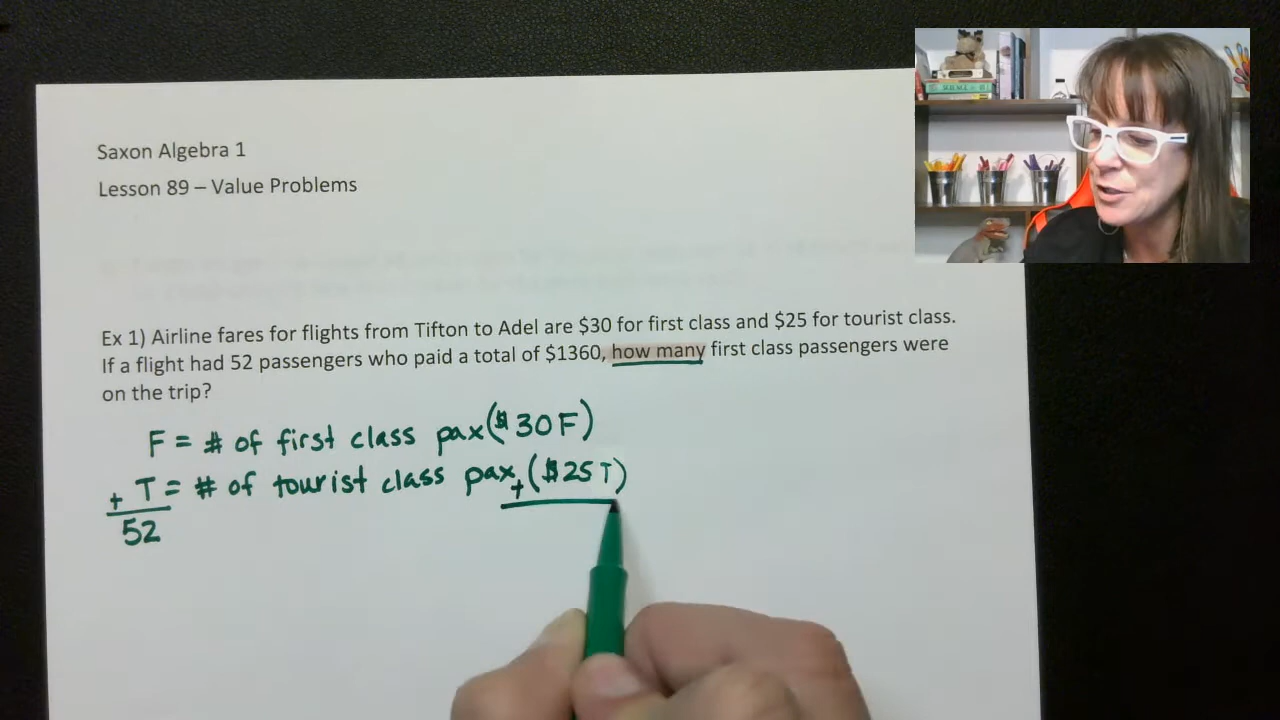 Saxon Algebra 1
Lesson 89 – Value Problems
Ex 1) Airline fares for flights from Tifton to Adel are $30 for first class and $25 for tourist class.
If a flight had 52 passengers who paid a total of $1360, how many first class passengers were
on the trip?
F = # of first class pax ($30F)
+ T = # of tourist class pax + ($25T)
52